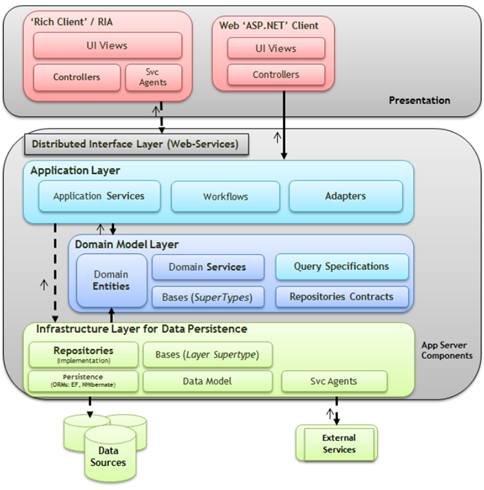 'Rich Client' / RIA
UI Views
Controllers
Svc
Agents
Web 'ASP.NET' Client
UI Views
Controllers
Presentation
Distributed Interface Layer (Web-Services)
Application Layer
Application Services
Workflows
Adapters
Domain Model Layer
Domain
Entities
Domain Services
Query Specifications
Bases (SuperTypes)
Repositories Contracts
Infrastructure Layer for Data Persistence
Repositories
(implementation)
Bases (Layer Supertype)
Persistence
(ORMs: EF, NHibernate)
Data Model
Svc Agents
App Server
Components
Data
Sources
External
Services